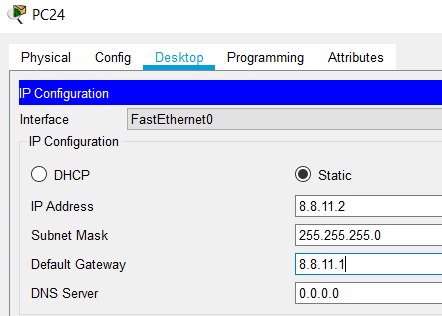 PC24
Physical Config Desktop Programming Attributes
IP Configuration
Interface FastEthernet0
IP Configuration
DHCP Static
IP Address 8.8.11.2
Subnet Mask 255.255.255.0
Default Gateway 8.8.11.1
DNS Server 0.0.0.0